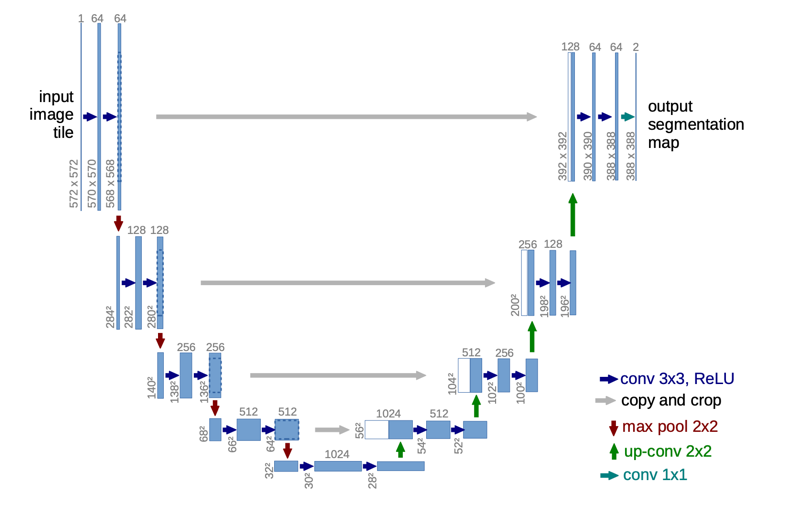 1 64 64
128 64 64 2
input
image
tile
output
segmentation
map
572 x 572
570 x 570
568 x 568
392 x 392
390 x 390
388 x 388
388 x 388
128 128
256 128
284²
282²
280²
200²
198²
196²
256 256
512 256
140²
138²
136²
104²
102²
100²
conv 3x3, ReLU
copy and crop
max pool 2x2
up-conv 2x2
conv 1x1
512 512
1024 512
68²
66²
64²
56²
54²
52²
1024
32²
30²
28²